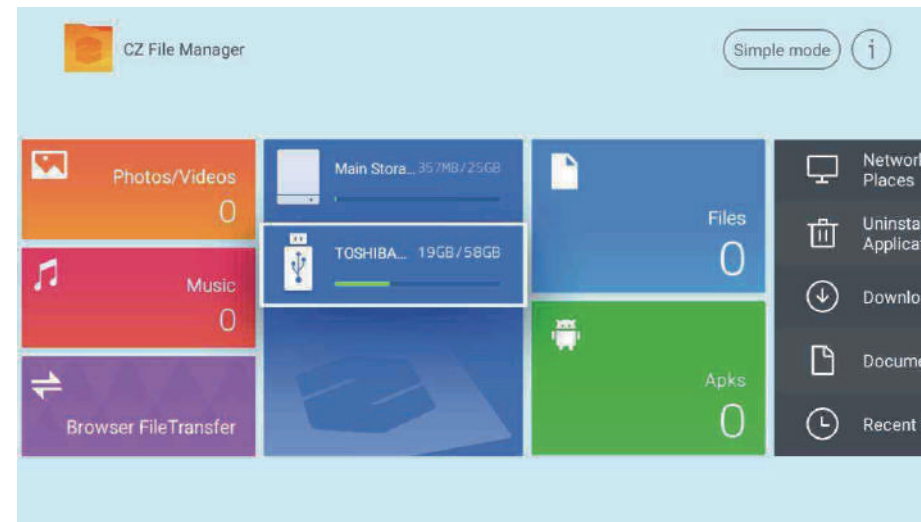 CZ File Manager
Simple mode
i
Photos/Videos
0
Music
0
Browser FileTransfer
Main Stora... 357MB/25GB
TOSHIBA... 19GB/58GB
Files
0
Apks
0
Network
Places
Uninsta
Applica
Downlo
Docume
Recent